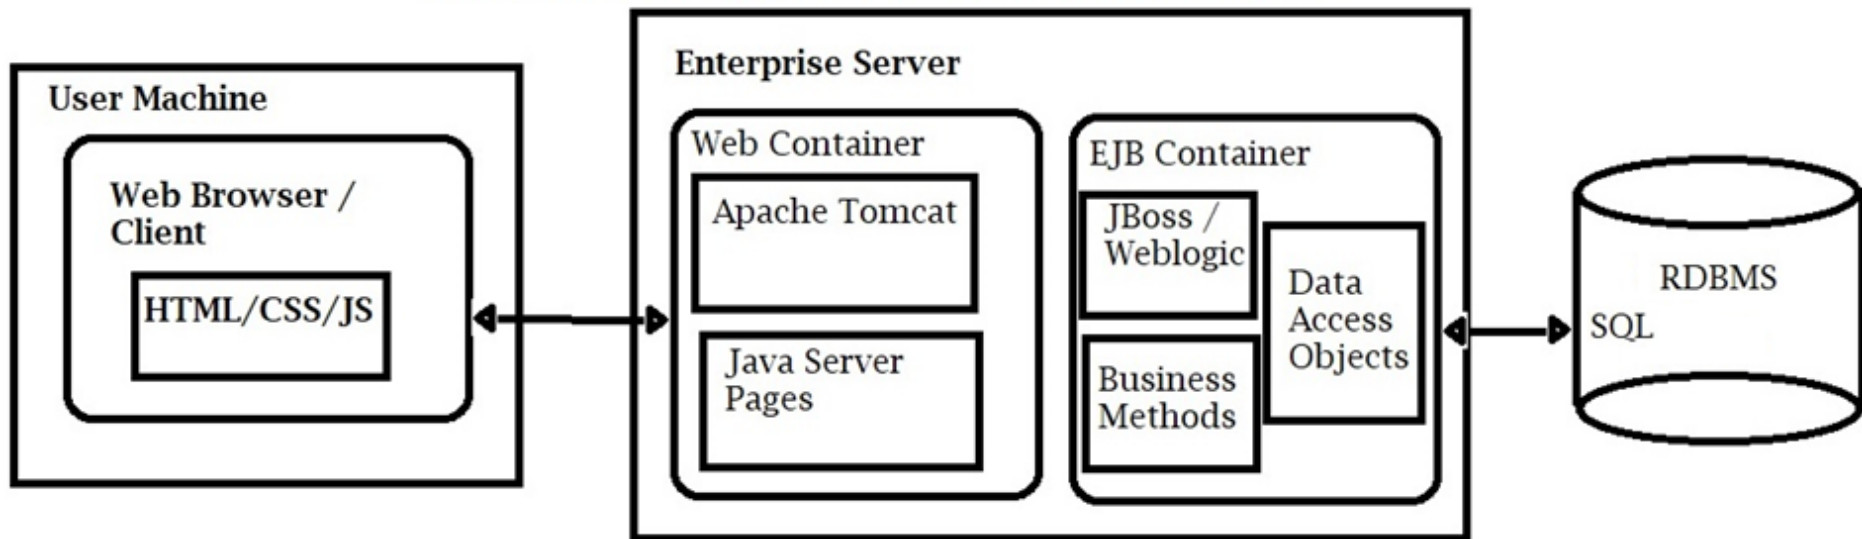 User Machine
Web Browser /
Client
HTML/CSS/JS
Enterprise Server
Web Container
Apache Tomcat
Java Server
Pages
EJB Container
JBoss /
Weblogic
Business
Methods
Data
Access
Objects
RDBMS
SQL